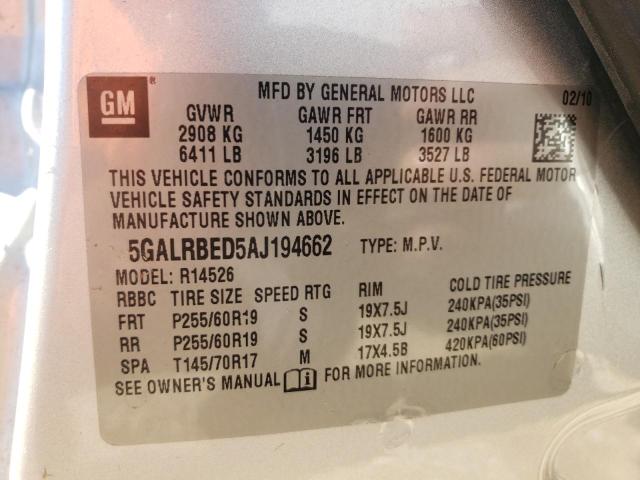 GM ®
MFD BY GENERAL MOTORS LLC 02/10
GVWR GAWR FRT GAWR RR
2908 KG 1450 KG 1600 KG
6411 LB 3196 LB 3527 LB
THIS VEHICLE CONFORMS TO ALL APPLICABLE U.S. FEDERAL MOTOR
VEHICLE SAFETY STANDARDS IN EFFECT ON THE DATE OF
MANUFACTURE SHOWN ABOVE.
5GALRBED5AJ194662 TYPE: M.P.V.
MODEL: R14526
RBBC TIRE SIZE SPEED RTG RIM COLD TIRE PRESSURE
FRT P255/60R19 S 19X7.5J 240KPA(35PSI)
RR P255/60R19 S 19X7.5J 240KPA(35PSI)
SPA T145/70R17 M 17X4.5B 420KPA(60PSI)
SEE OWNER'S MANUAL FOR MORE INFORMATION.